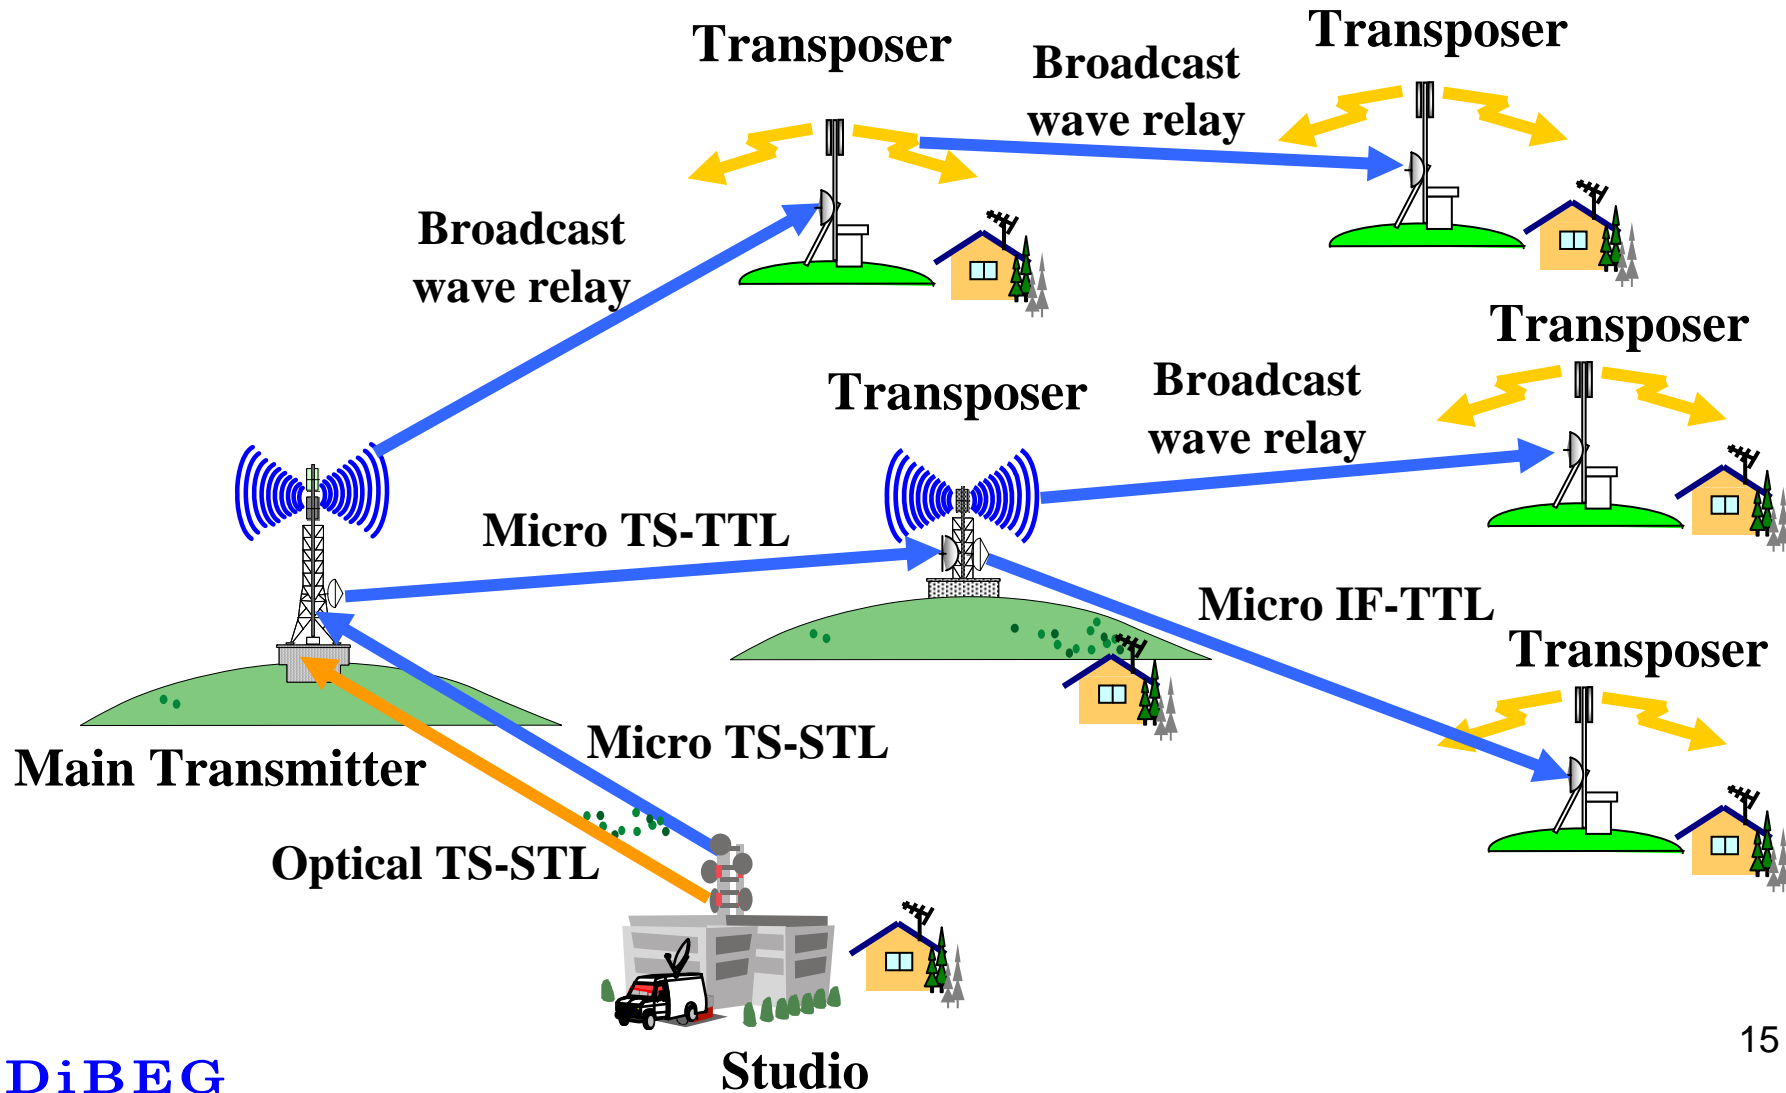 Transposer
Broadcast
wave relay
Transposer
Broadcast
wave relay
Transposer
Transposer
Broadcast
wave relay
Micro TS-TTL
Micro IF-TTL
Transposer
Main Transmitter
Micro TS-STL
Optical TS-STL
Studio
DiBEG
15